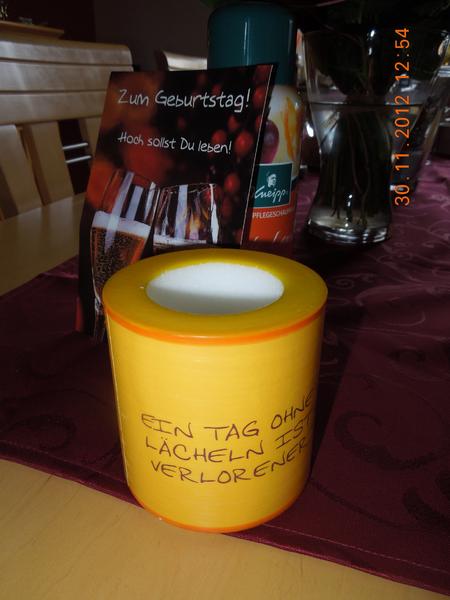 Zum Geburtstag!
Hoch sollst Du leben!
Kneipp
PFLEGESCHAUM
EIN TAG OHNE
LÄCHELN IST
VERLORENER
30.11.2012 12:54